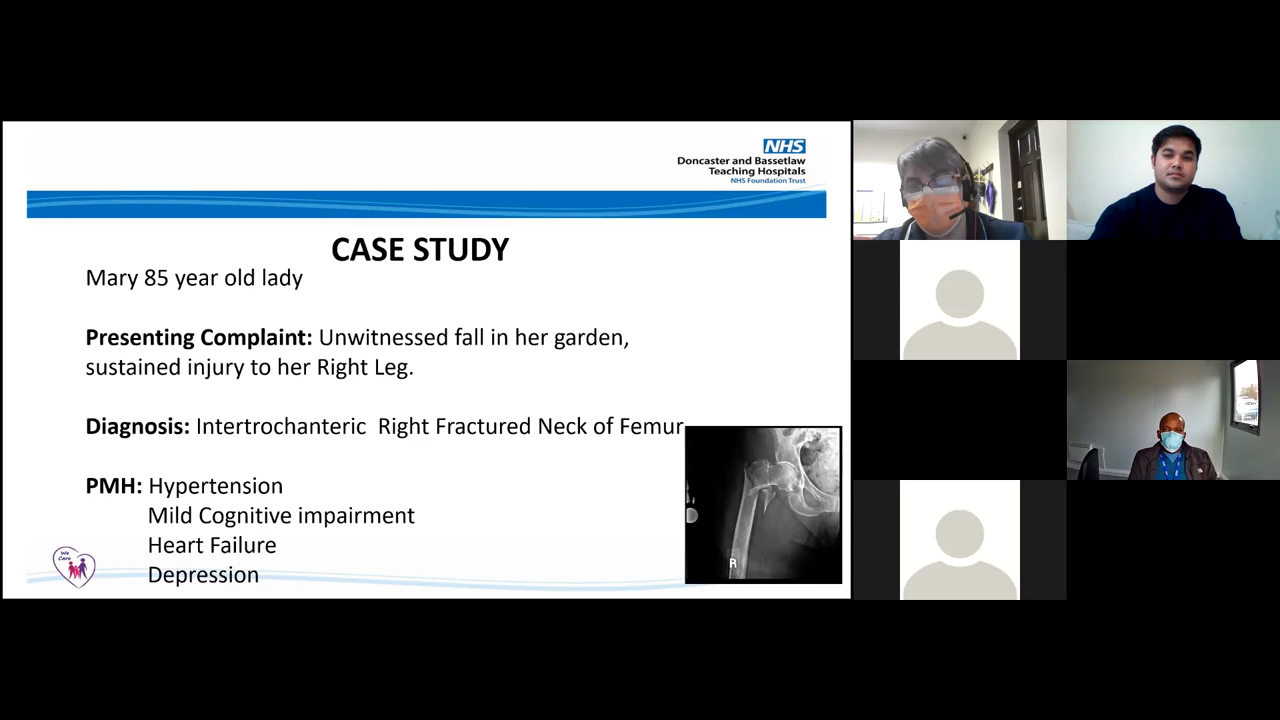 NHS
Doncaster and Bassetlaw
Teaching Hospitals
NHS Foundation Trust
CASE STUDY
Mary 85 year old lady
Presenting Complaint: Unwitnessed fall in her garden,
sustained injury to her Right Leg.
Diagnosis: Intertrochanteric  Right Fractured Neck of Femur
PMH: Hypertension
Mild Cognitive impairment
Heart Failure
Depression
We
Care
R